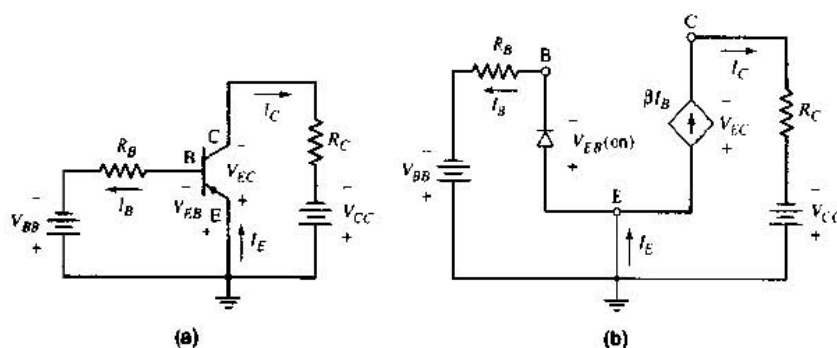 R_B
B
C
E
I_B
I_C
I_E
R_C
V_BB
V_EB
V_EC
V_CC
− +
(a)
R_B
B
C
E
I_B
I_C
I_E
βI_B
R_C
V_BB
V_EB(on)
V_EC
V_CC
− +
(b)